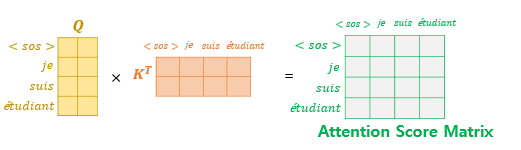 Q
< sos >
je
suis
étudiant
×
K^T
< sos > je suis étudiant
=
< sos > je suis étudiant
< sos >
je
suis
étudiant
Attention Score Matrix